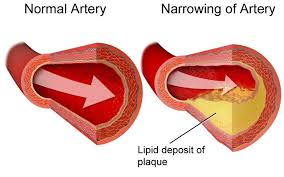 Normal Artery
Narrowing of Artery
Lipid deposit of
plaque